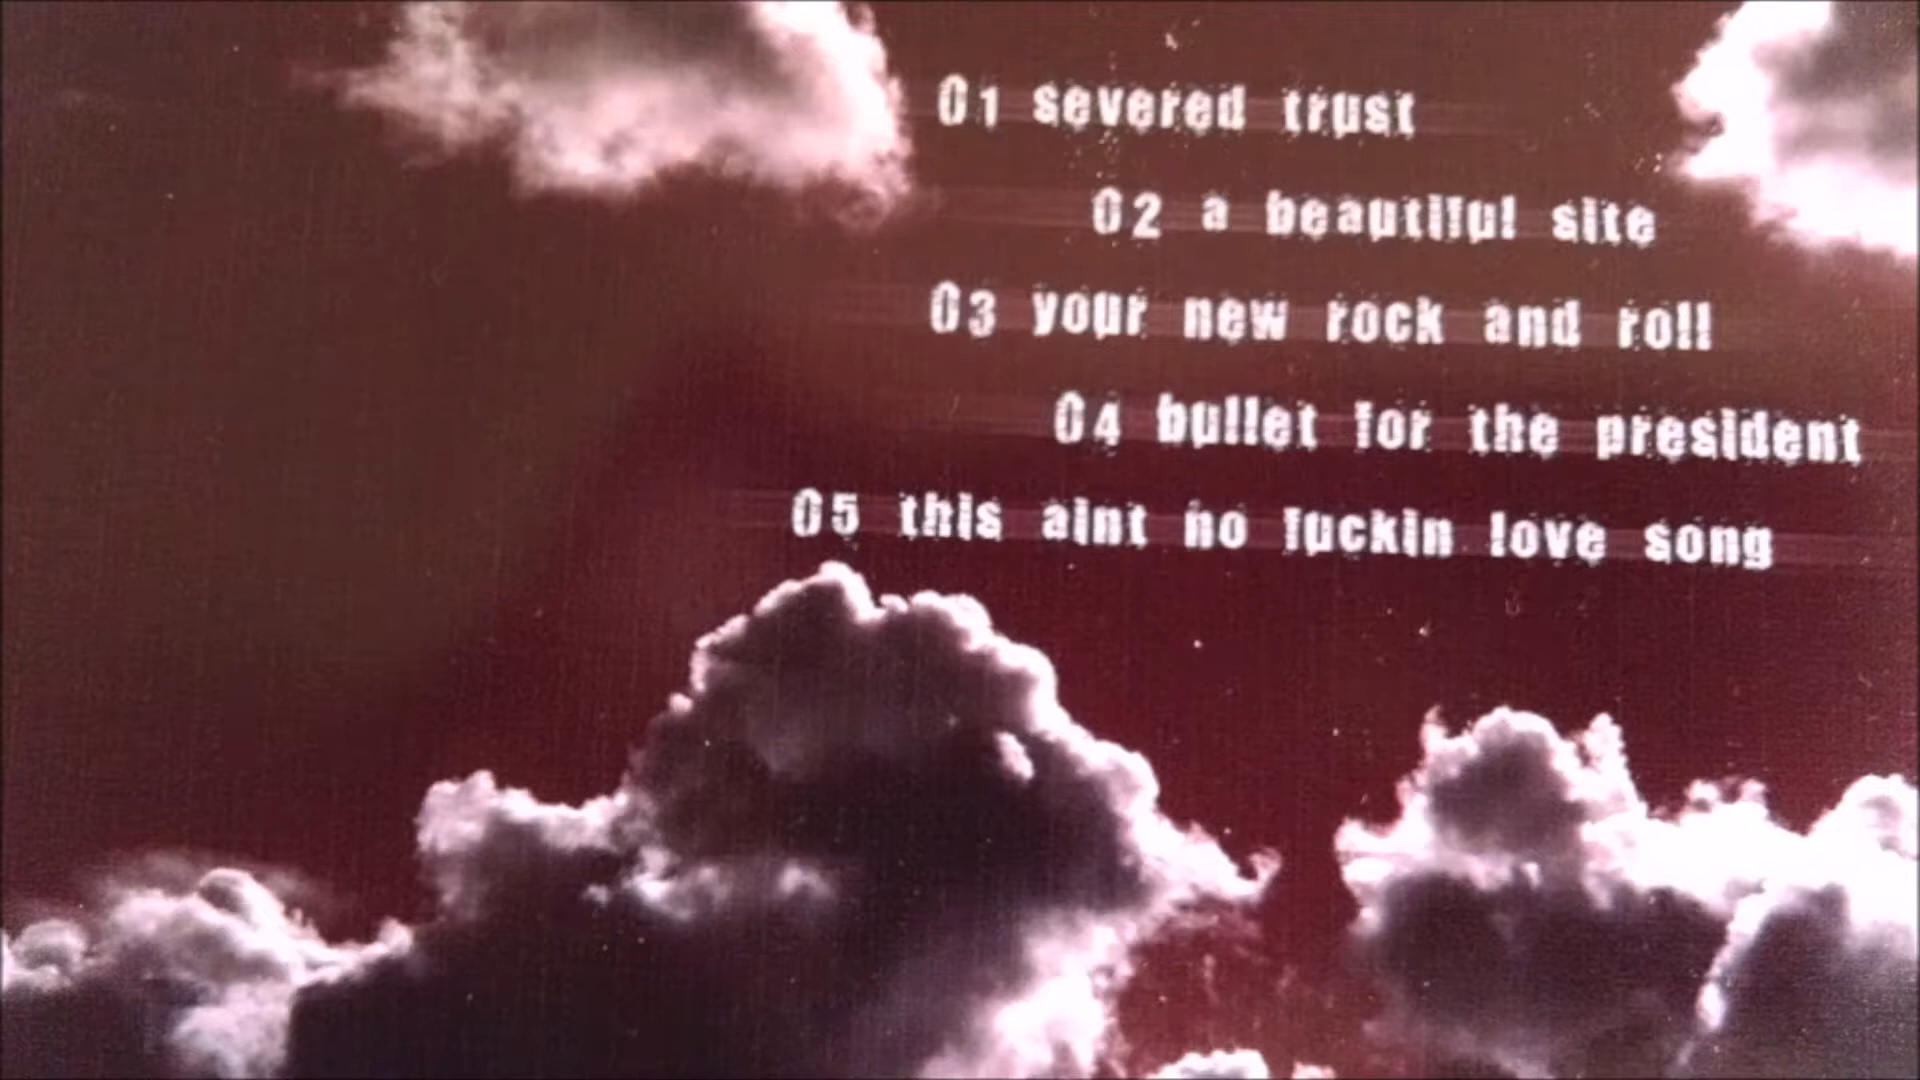 01 severed trust
02 a beautiful site
03 your new rock and roll
04 bullet for the president
05 this aint no fuckin love song